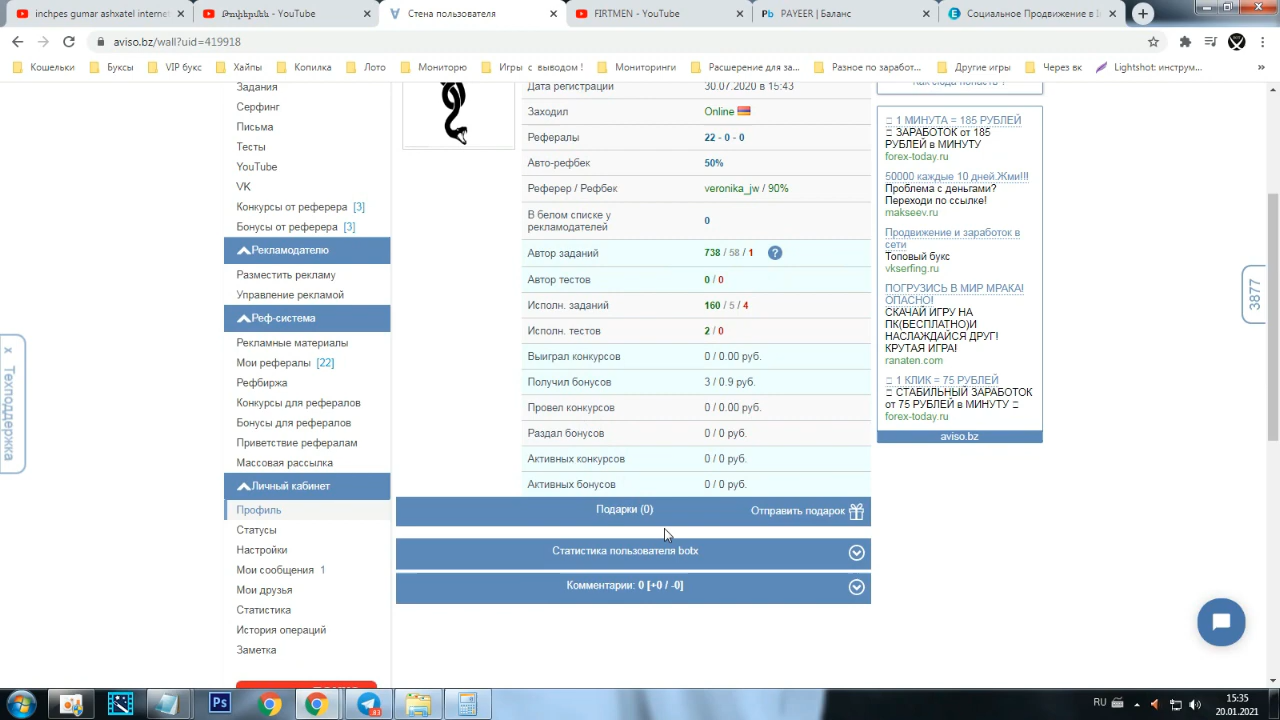 inchpes gumar ashxatel internet
YouTube
Стена пользователя
FIRTMEN - YouTube
PAYEER | Баланс
Социальное Продвижение в
aviso.bz/wall?uid=419918
Кошельки
Буксы
VIP букс
Хайпы
Копилка
Лото
Мониторю
Игры с выводом !
Мониторинги
Расшерение для за...
Разное по заработ...
Другие игры
Через вк
Lightshot: инструм...
»
Задания
Серфинг
Письма
Тесты
YouTube
VK
Конкурсы от реферера [3]
Бонусы от реферера [3]
Рекламодателю
Разместить рекламу
Управление рекламой
Реф-система
Рекламные материалы
Мои рефералы [22]
Рефбиржа
Конкурсы для рефералов
Бонусы для рефералов
Приветствие рефералам
Массовая рассылка
Личный кабинет
Профиль
Статусы
Настройки
Мои сообщения 1
Мои друзья
Статистика
История операций
Заметка
Дата регистрации 30.07.2020 в 15:43
Заходил Online
Рефералы 22 - 0 - 0
Авто-рефбек 50%
Реферер / Рефбек veronika_jw / 90%
В белом списке у
рекламодателей 0
Автор заданий 738 / 58 / 1 ?
Автор тестов 0 / 0
Исполн. заданий 160 / 5 / 4
Исполн. тестов 2 / 0
Выиграл конкурсов 0 / 0.00 руб.
Получил бонусов 3 / 0.9 руб.
Провел конкурсов 0 / 0.00 руб.
Раздал бонусов 0 / 0 руб.
Активных конкурсов 0 / 0 руб.
Активных бонусов 0 / 0 руб.
Подарки (0) Отправить подарок
Статистика пользователя botx
Комментарии: 0 [+0 / -0]
Как сюда попасть ?
1 МИНУТА = 185 РУБЛЕЙ
ЗАРАБОТОК от 185
РУБЛЕЙ в МИНУТУ
forex-today.ru
50000 каждые 10 дней.Жми!!!
Проблема с деньгами?
Переходи по ссылке!
makseev.ru
Продвижение и заработок в
сети
Топовый букс
vkserfing.ru
ПОГРУЗИСЬ В МИР МРАКА!
ОПАСНО!
СКАЧАЙ ИГРУ НА
ПК(БЕСПЛАТНО)И
НАСЛАЖДАЙСЯ ДРУГ!
КРУТАЯ ИГРА!
ranaten.com
1 КЛИК = 75 РУБЛЕЙ
СТАБИЛЬНЫЙ ЗАРАБОТОК
от 75 РУБЛЕЙ в МИНУТУ
forex-today.ru
aviso.bz
3877
x Техподдержка
Ps
RU
15:35
20.01.2021